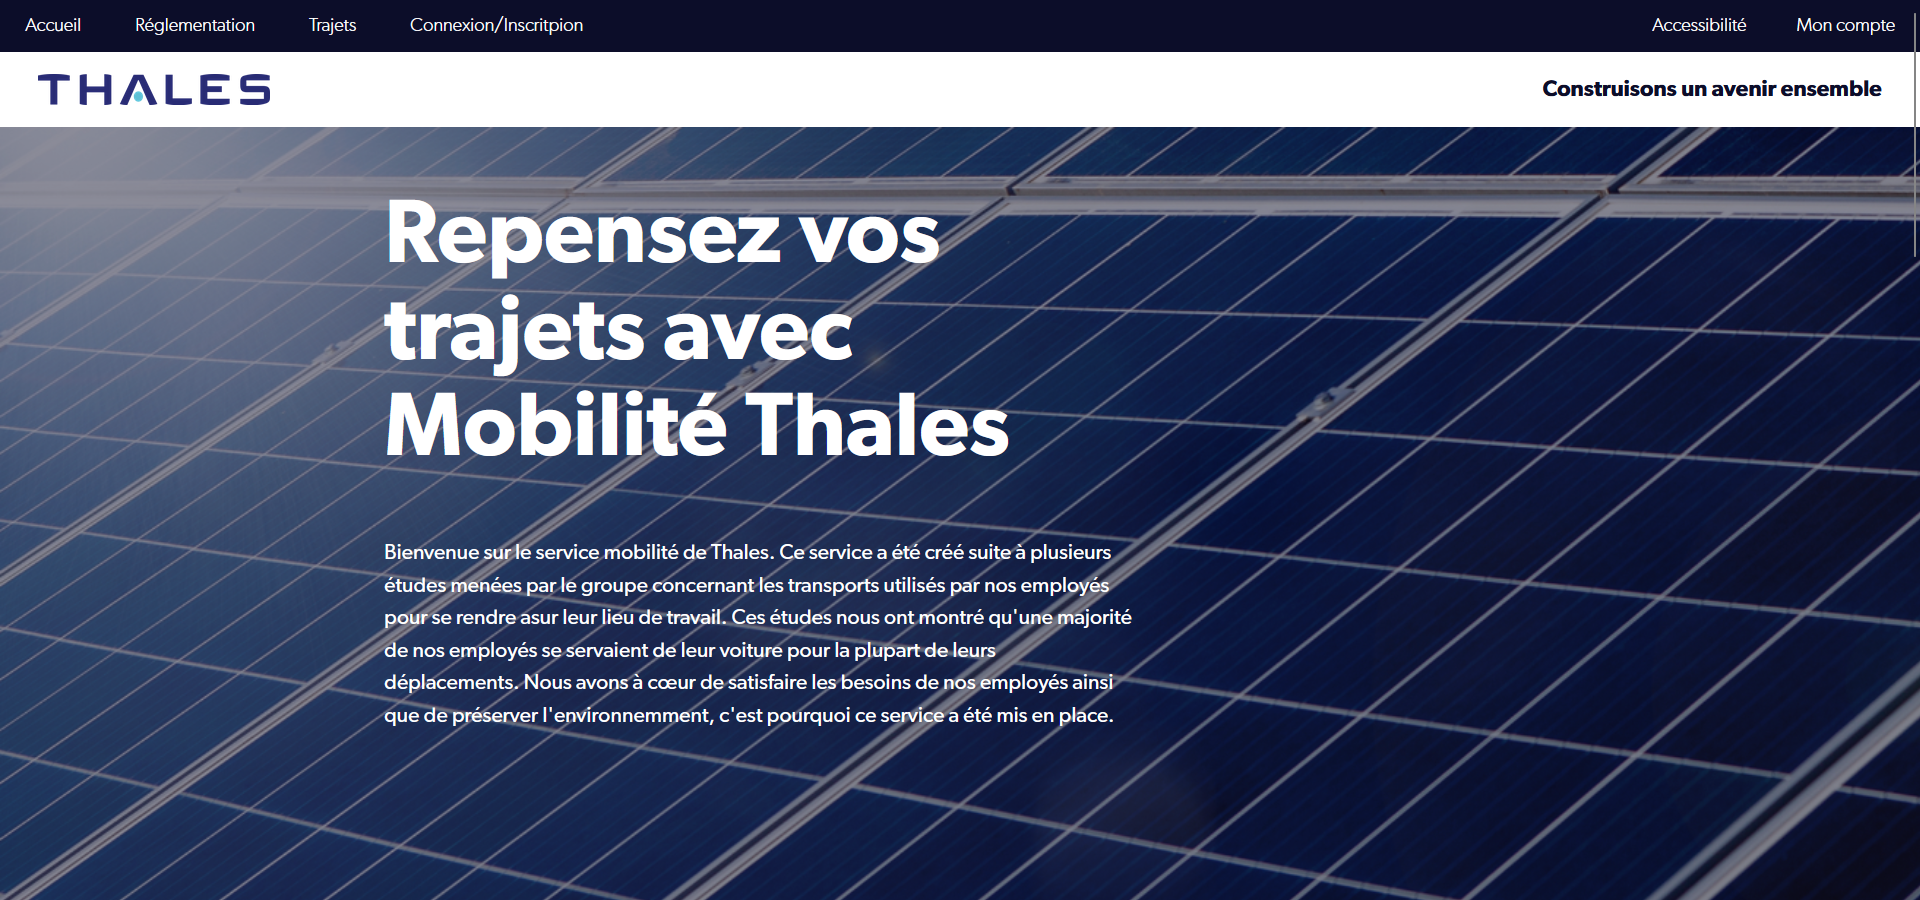 Accueil Réglementation Trajets Connexion/Inscritpion Accessibilité Mon compte
THALES Construisons un avenir ensemble
Repensez vos
trajets avec
Mobilité Thales
Bienvenue sur le service mobilité de Thales. Ce service a été créé suite à plusieurs
études menées par le groupe concernant les transports utilisés par nos employés
pour se rendre asur leur lieu de travail. Ces études nous ont montré qu'une majorité
de nos employés se servaient de leur voiture pour la plupart de leurs
déplacements. Nous avons à cœur de satisfaire les besoins de nos employés ainsi
que de préserver l'environnemment, c'est pourquoi ce service a été mis en place.